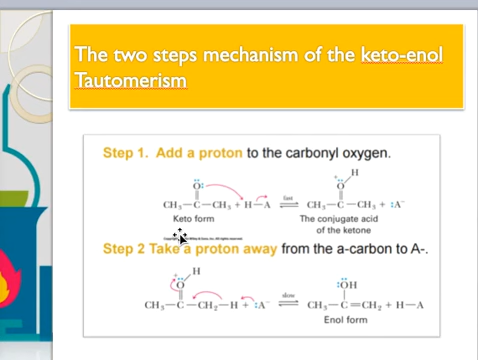 The two steps mechanism of the keto-enol
Tautomerism
Step 1. Add a proton to the carbonyl oxygen.
H
:O:
CH₃—C—CH₃ + H—A fast CH₃—C—CH₃ + :A⁻
Keto form
The conjugate acid
of the ketone
Step 2 Take a proton away from the a-carbon to A-.
H
:OH
CH₃—C—CH₂—H + :A⁻ slow CH₃—C=CH₂ + H—A
Enol form